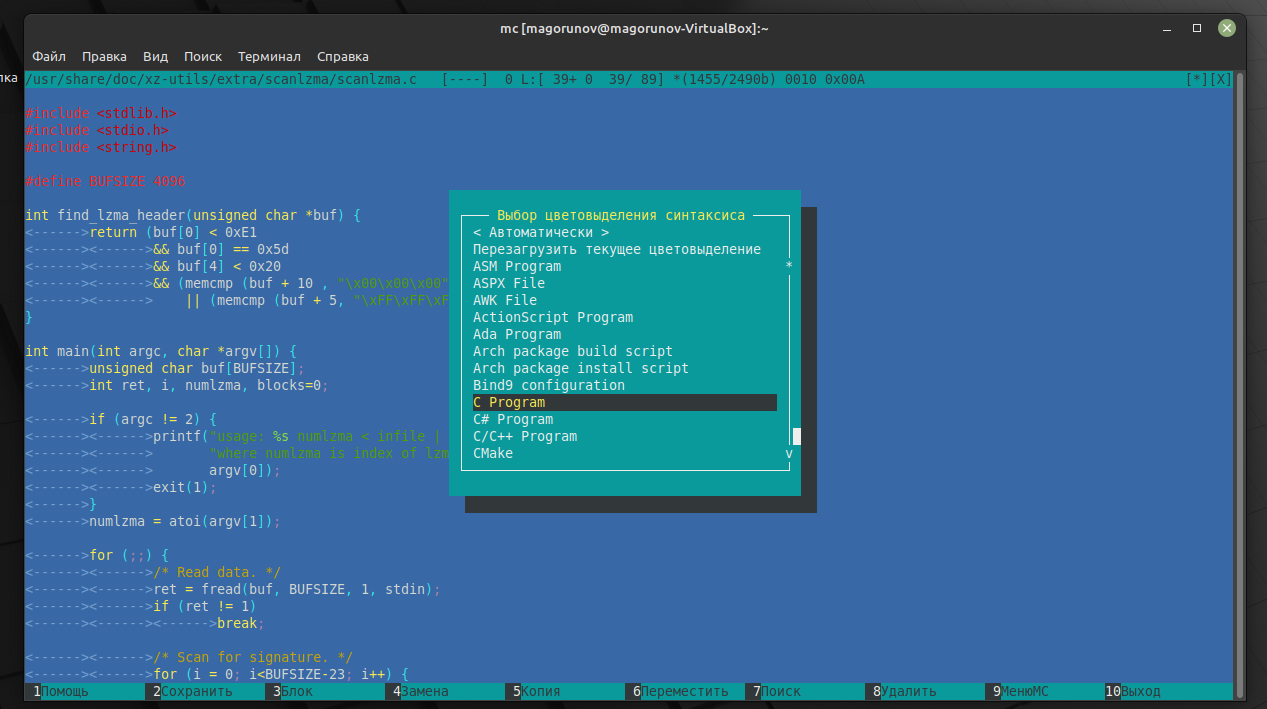 mc [magorunov@magorunov-VirtualBox]:~
Файл Правка Вид Поиск Терминал Справка
лка
/usr/share/doc/xz-utils/extra/scanlzma/scanlzma.c [----] 0 L:[ 39+ 0 39/ 89] *(1455/2490b) 0010 0x00A [*][X]
#include <stdlib.h>
#include <stdio.h>
#include <string.h>
#define BUFSIZE 4096
int find_lzma_header(unsigned char *buf) {
<------>return (buf[0] < 0xE1
<------><------>&& buf[0] == 0x5d
<------><------>&& buf[4] < 0x20
<------><------>&& (memcmp (buf + 10 , "\x00\x00\x00"
<------><------>    || (memcmp (buf + 5, "\xFF\xFF\xF
}
int main(int argc, char *argv[]) {
<------>unsigned char buf[BUFSIZE];
<------>int ret, i, numlzma, blocks=0;
<------>if (argc != 2) {
<------><------>printf("usage: %s numlzma < infile |
<------><------>       "where numlzma is index of lzm
<------><------>       argv[0]);
<------><------>exit(1);
<------>}
<------>numlzma = atoi(argv[1]);
<------>for (;;) {
<------><------>/* Read data. */
<------><------>ret = fread(buf, BUFSIZE, 1, stdin);
<------><------>if (ret != 1)
<------><------><------>break;
<------><------>/* Scan for signature. */
<------><------>for (i = 0; i<BUFSIZE-23; i++) {
Выбор цветовыделения синтаксиса
< Автоматически >
Перезагрузить текущее цветовыделение
ASM Program *
ASPX File
AWK File
ActionScript Program
Ada Program
Arch package build script
Arch package install script
Bind9 configuration
C Program
C# Program
C/C++ Program
CMake v
1Помощь 2Сохранить 3Блок 4Замена 5Копия 6Переместить 7Поиск 8Удалить 9МенюМС 10Выход